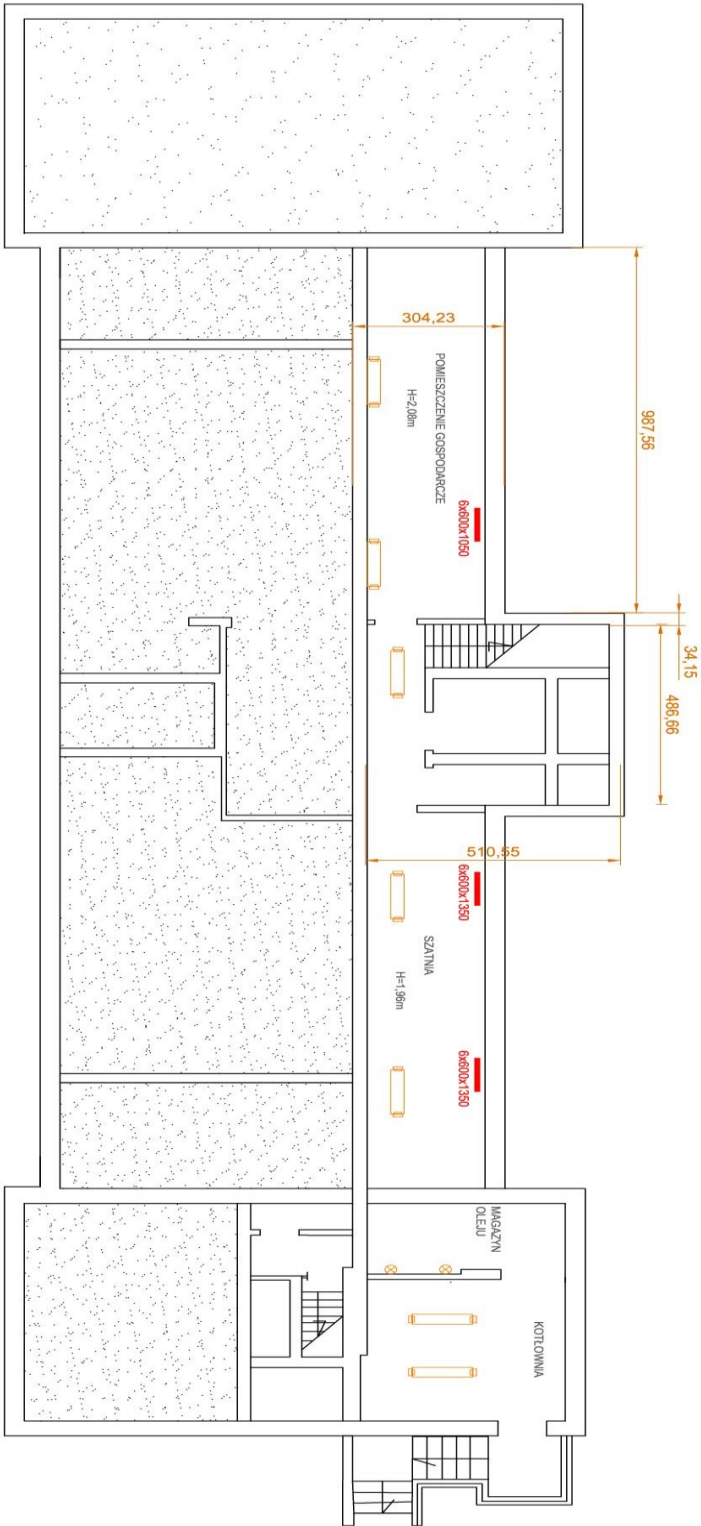 987,56
34,15
486,66
304,23
POMIESZCZENIE GOSPODARCZE
H=2,08m
6x600x1050
510,55
6x600x1350
SZATNIA
H=1,96m
6x600x1350
MAGAZYN
OLEJU
KOTŁOWNIA